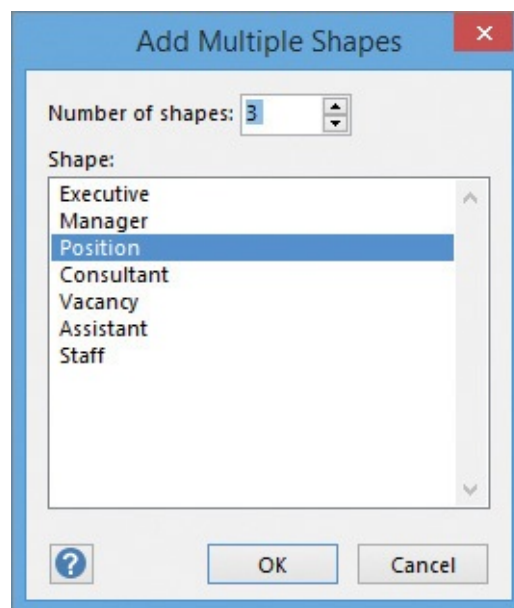 Add Multiple Shapes
Number of shapes: 3
Shape:
Executive
Manager
Position
Consultant
Vacancy
Assistant
Staff
? OK Cancel